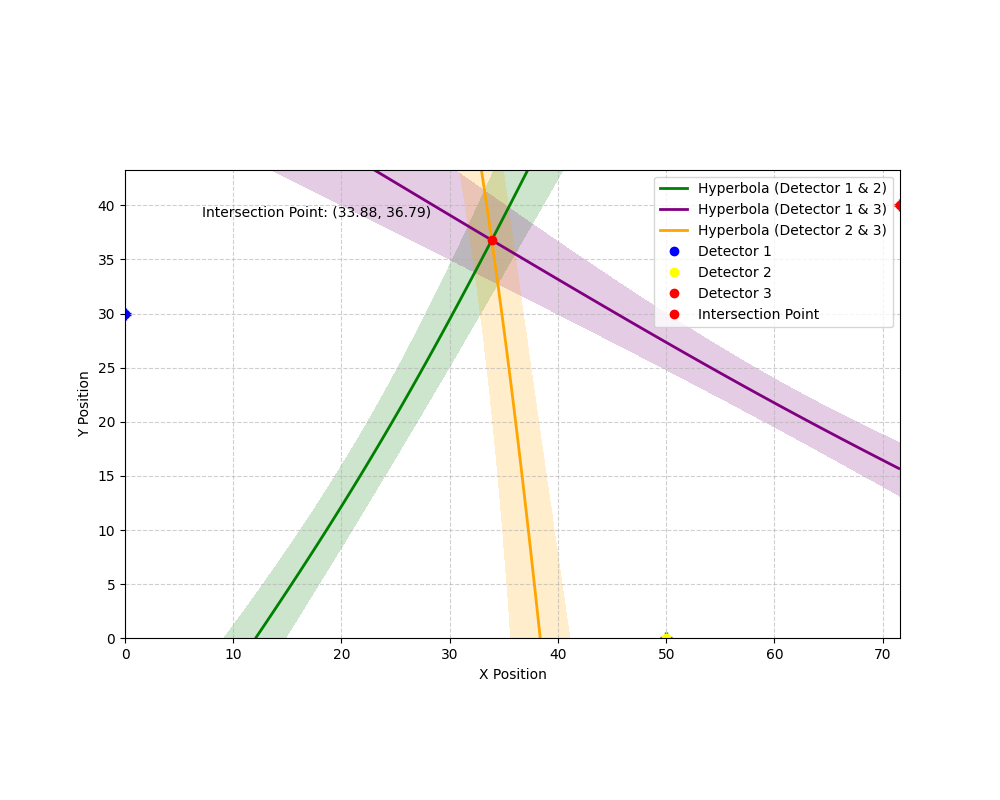 40
35
30
25
20
15
10
5
0
Y Position
Intersection Point: (33.88, 36.79)
Hyperbola (Detector 1 & 2)
Hyperbola (Detector 1 & 3)
Hyperbola (Detector 2 & 3)
Detector 1
Detector 2
Detector 3
Intersection Point
0 10 20 30 40 50 60 70
X Position